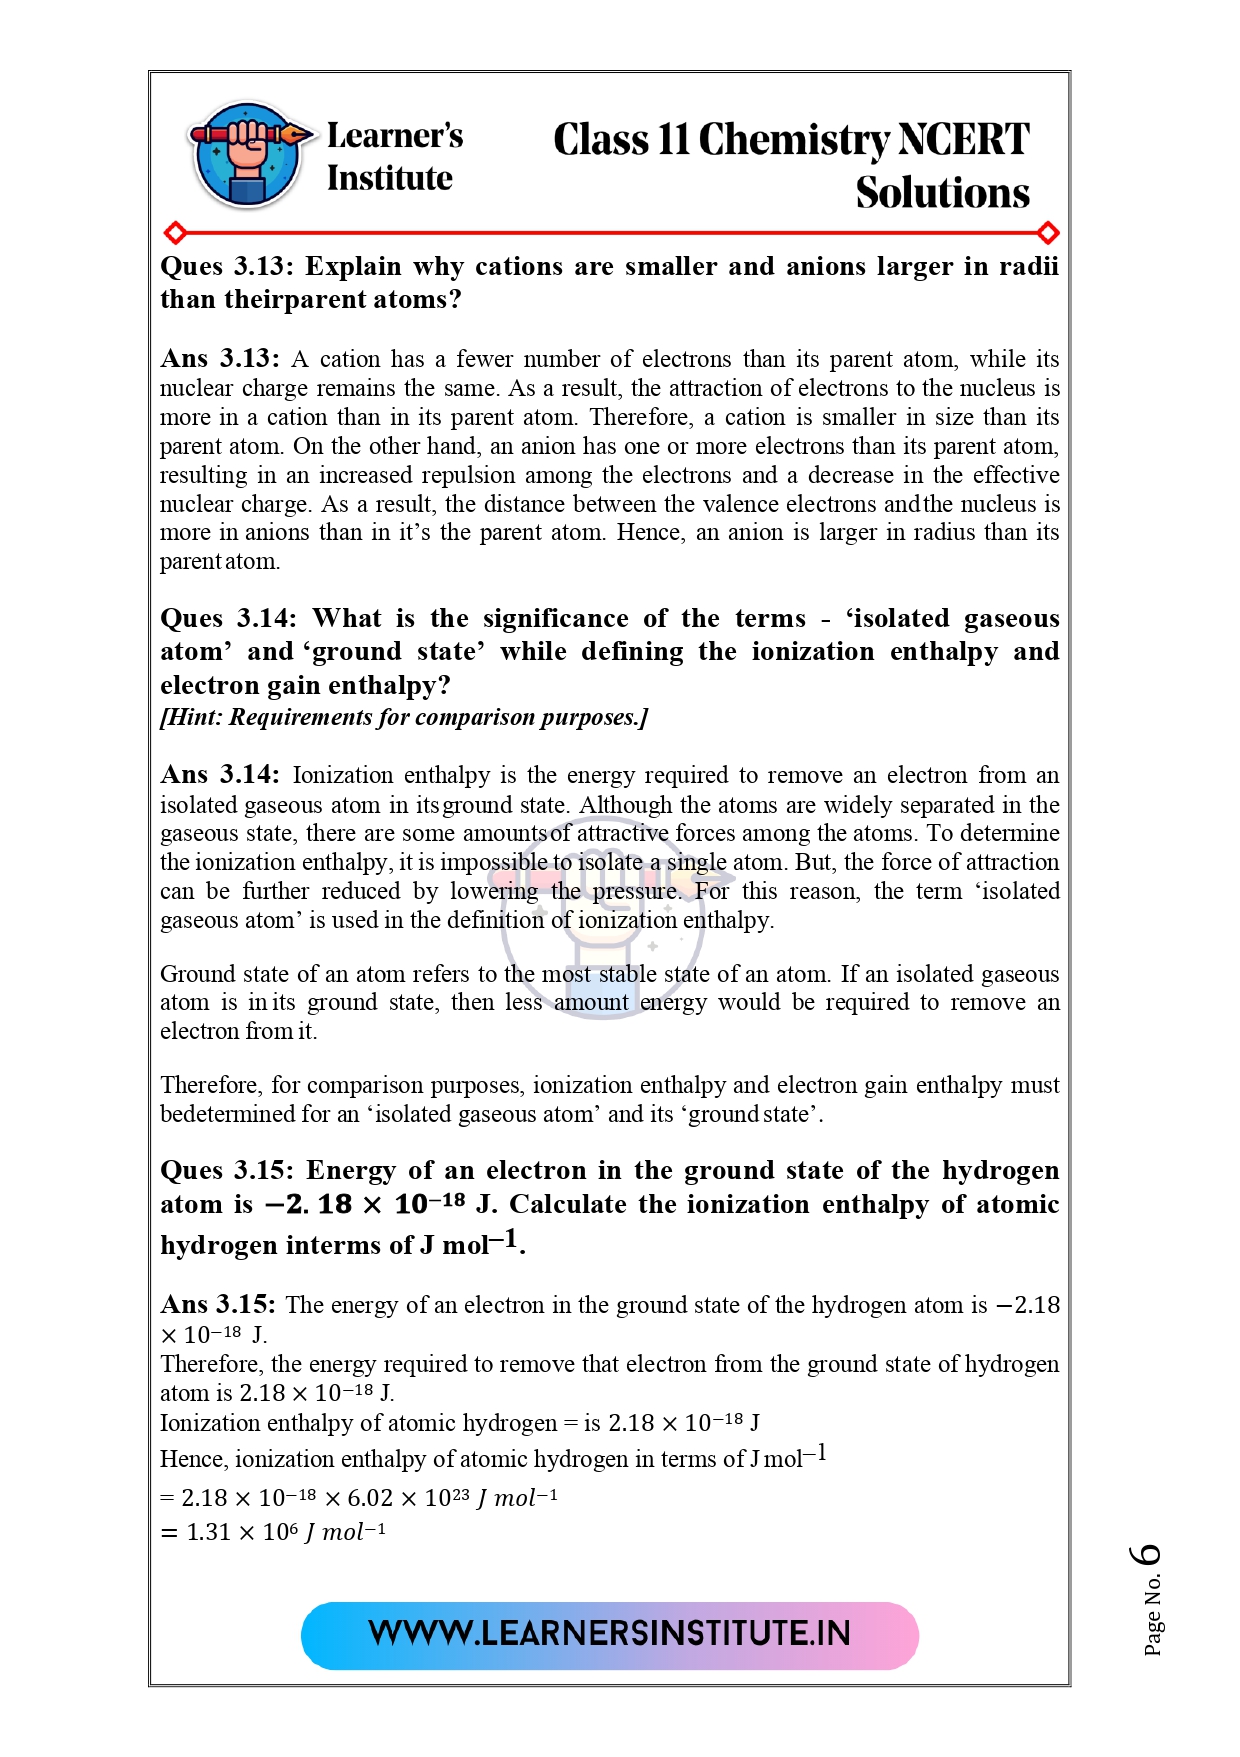 Learner's
Institute
Class 11 Chemistry NCERT
Solutions
Ques 3.13: Explain why cations are smaller and anions larger in radii
than theirparent atoms?
Ans 3.13: A cation has a fewer number of electrons than its parent atom, while its
nuclear charge remains the same. As a result, the attraction of electrons to the nucleus is
more in a cation than in its parent atom. Therefore, a cation is smaller in size than its
parent atom. On the other hand, an anion has one or more electrons than its parent atom,
resulting in an increased repulsion among the electrons and a decrease in the effective
nuclear charge. As a result, the distance between the valence electrons andthe nucleus is
more in anions than in it’s the parent atom. Hence, an anion is larger in radius than its
parent atom.
Ques 3.14: What is the significance of the terms - ‘isolated gaseous
atom’ and ‘ground state’ while defining the ionization enthalpy and
electron gain enthalpy?
[Hint: Requirements for comparison purposes.]
Ans 3.14: Ionization enthalpy is the energy required to remove an electron from an
isolated gaseous atom in its ground state. Although the atoms are widely separated in the
gaseous state, there are some amounts of attractive forces among the atoms. To determine
the ionization enthalpy, it is impossible to isolate a single atom. But, the force of attraction
can be further reduced by lowering the pressure. For this reason, the term ‘isolated
gaseous atom’ is used in the definition of ionization enthalpy.
Ground state of an atom refers to the most stable state of an atom. If an isolated gaseous
atom is in its ground state, then less amount energy would be required to remove an
electron from it.
Therefore, for comparison purposes, ionization enthalpy and electron gain enthalpy must
bedetermined for an ‘isolated gaseous atom’ and its ‘ground state’.
Ques 3.15: Energy of an electron in the ground state of the hydrogen
atom is −2. 18 × 10⁻¹⁸ J. Calculate the ionization enthalpy of atomic
hydrogen interms of J mol⁻¹.
Ans 3.15: The energy of an electron in the ground state of the hydrogen atom is −2.18
× 10⁻¹⁸ J.
Therefore, the energy required to remove that electron from the ground state of hydrogen
atom is 2.18 × 10⁻¹⁸ J.
Ionization enthalpy of atomic hydrogen = is 2.18 × 10⁻¹⁸ J
Hence, ionization enthalpy of atomic hydrogen in terms of J mol⁻¹
= 2.18 × 10⁻¹⁸ × 6.02 × 10²³ J mol⁻¹
= 1.31 × 10⁶ J mol⁻¹
WWW.LEARNERSINSTITUTE.IN
Page No. 6